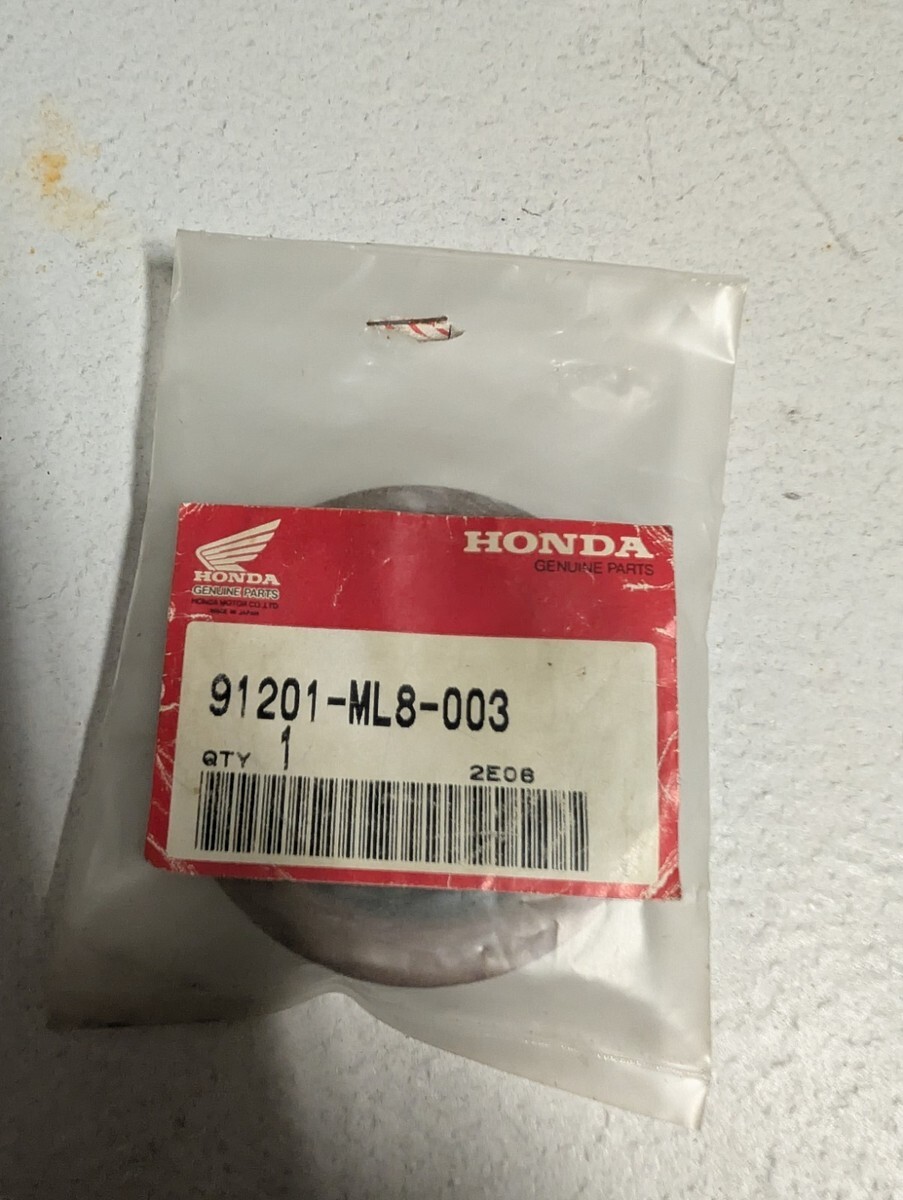 HONDA
GENUINE PARTS
HONDA
GENUINE PARTS
HONDA MOTOR CO.,LTD.
MADE IN JAPAN
91201-ML8-003
QTY 1
2E06